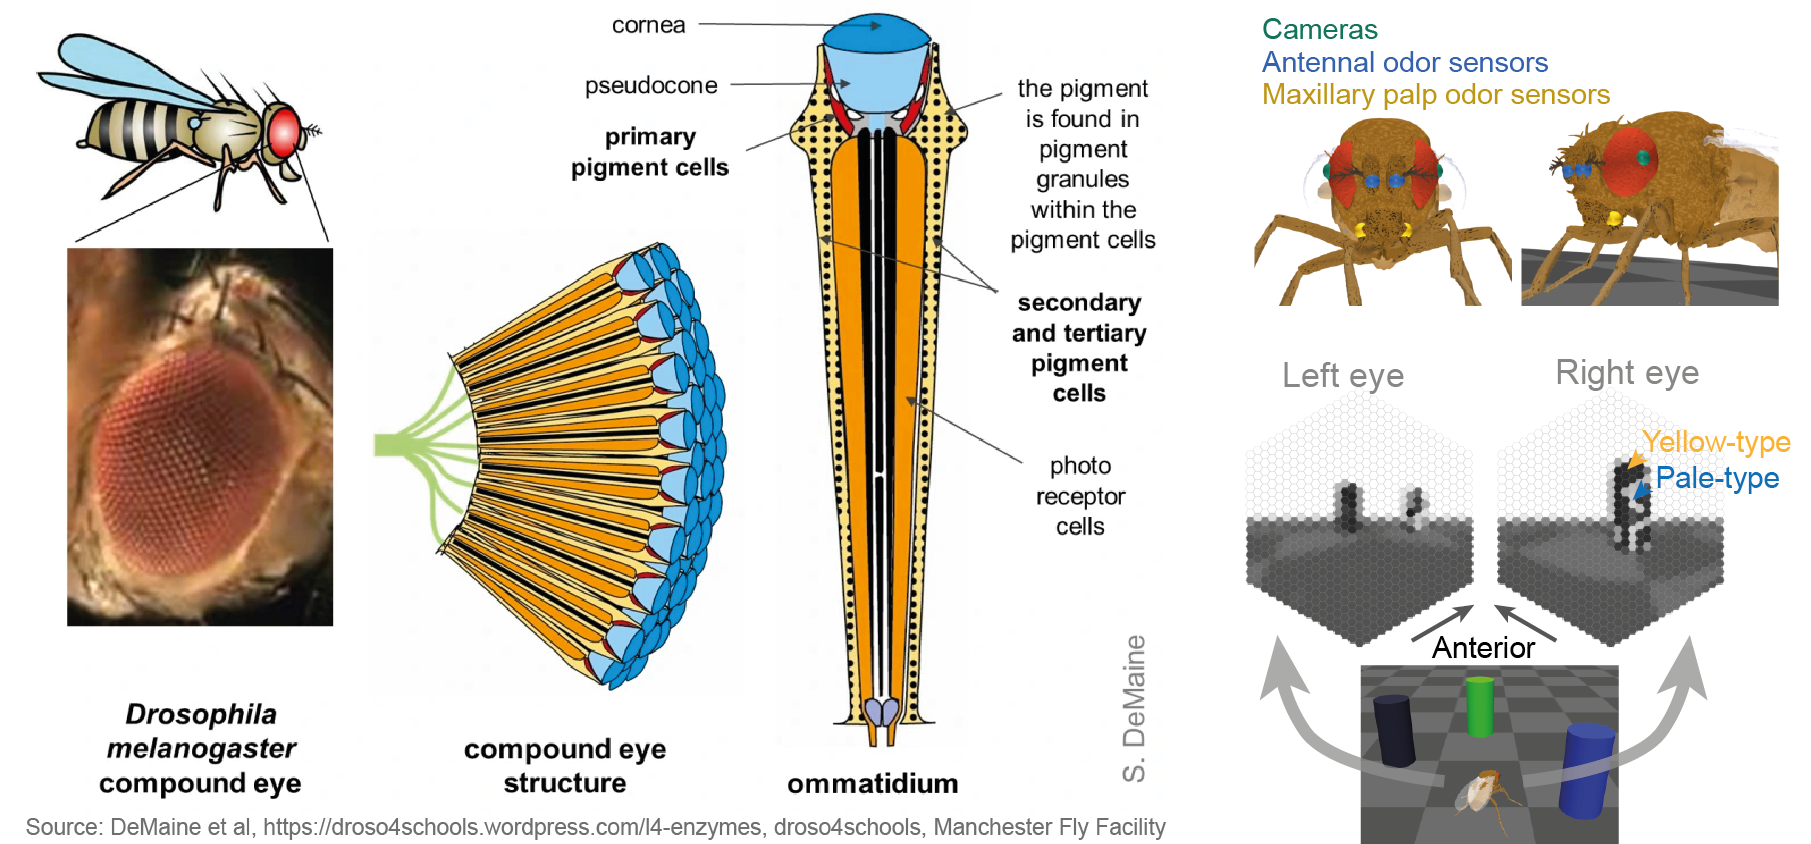 cornea
pseudocone
primary
pigment cells
the pigment
is found in
pigment
granules
within the
pigment cells
secondary
and tertiary
pigment
cells
photo
receptor
cells
Drosophila
melanogaster
compound eye
compound eye
structure
ommatidium
S. DeMaine
Source: DeMaine et al, https://droso4schools.wordpress.com/l4-enzymes, droso4schools, Manchester Fly Facility
Cameras
Antennal odor sensors
Maxillary palp odor sensors
Left eye
Right eye
Yellow-type
Pale-type
Anterior